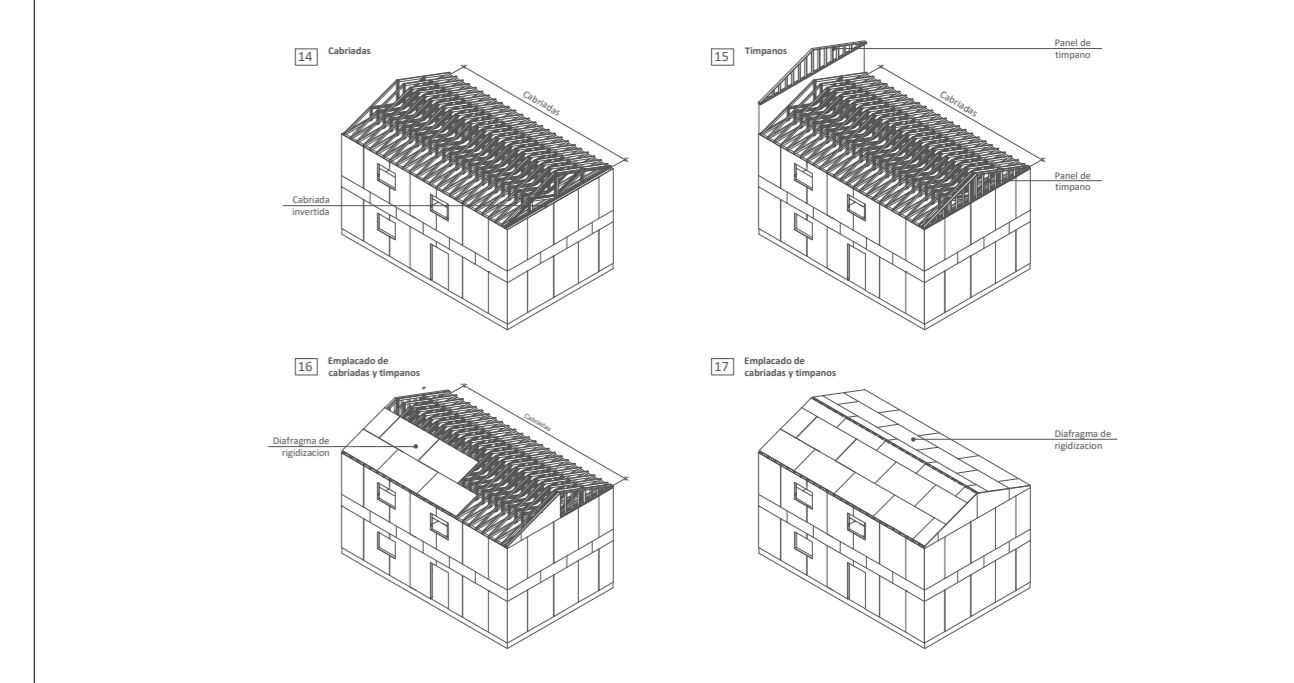 14
Cabriadas
Cabriadas
Cabriada
invertida
15
Timpanos
Panel de
timpano
Cabriadas
Panel de
timpano
16
Emplacado de
cabriadas y timpanos
Cabriadas
Diafragma de
rigidizacion
17
Emplacado de
cabriadas y timpanos
Diafragma de
rigidizacion